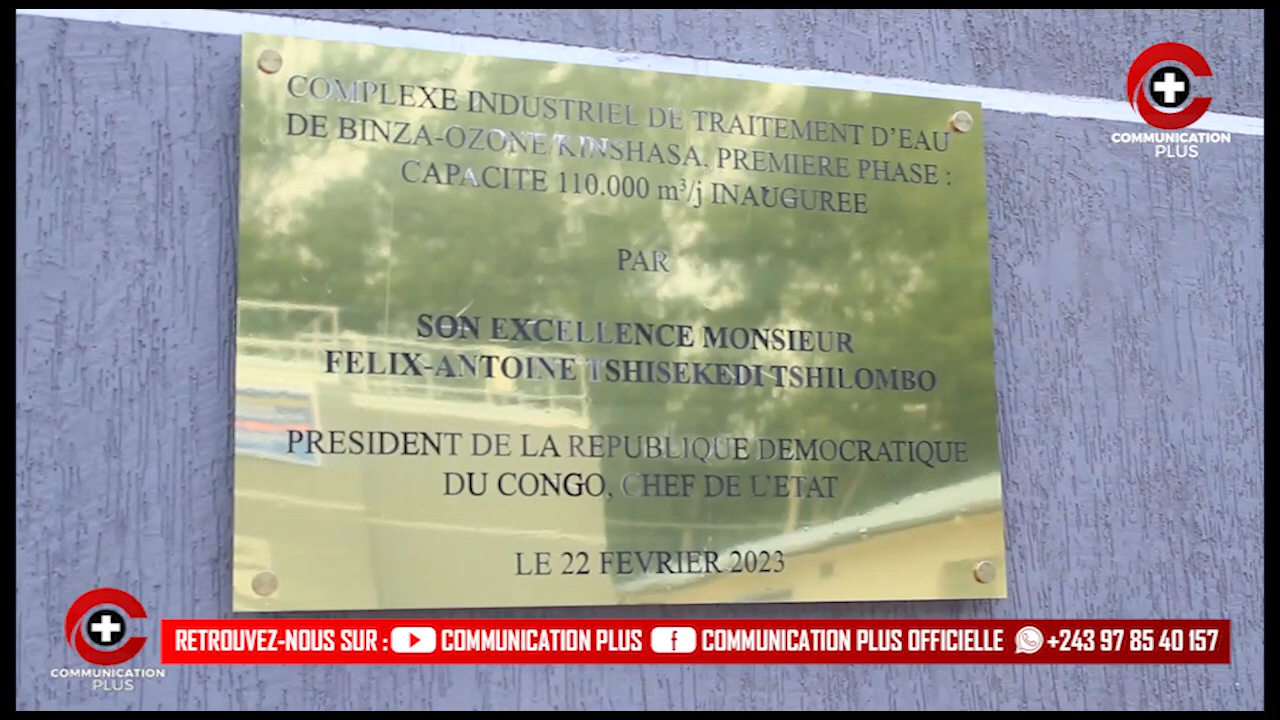 COMPLEXE INDUSTRIEL DE TRAITEMENT D'EAU
DE BINZA-OZONE/KINSHASA. PREMIERE PHASE :
CAPACITE 110.000 m³/j INAUGUREE
PAR
SON EXCELLENCE MONSIEUR
FELIX-ANTOINE TSHISEKEDI TSHILOMBO
PRESIDENT DE LA REPUBLIQUE DEMOCRATIQUE
DU CONGO, CHEF DE L'ETAT
LE 22 FEVRIER 2023
COMMUNICATION
PLUS
COMMUNICATION
PLUS
RETROUVEZ-NOUS SUR : COMMUNICATION PLUS f COMMUNICATION PLUS OFFICIELLE +243 97 85 40 157